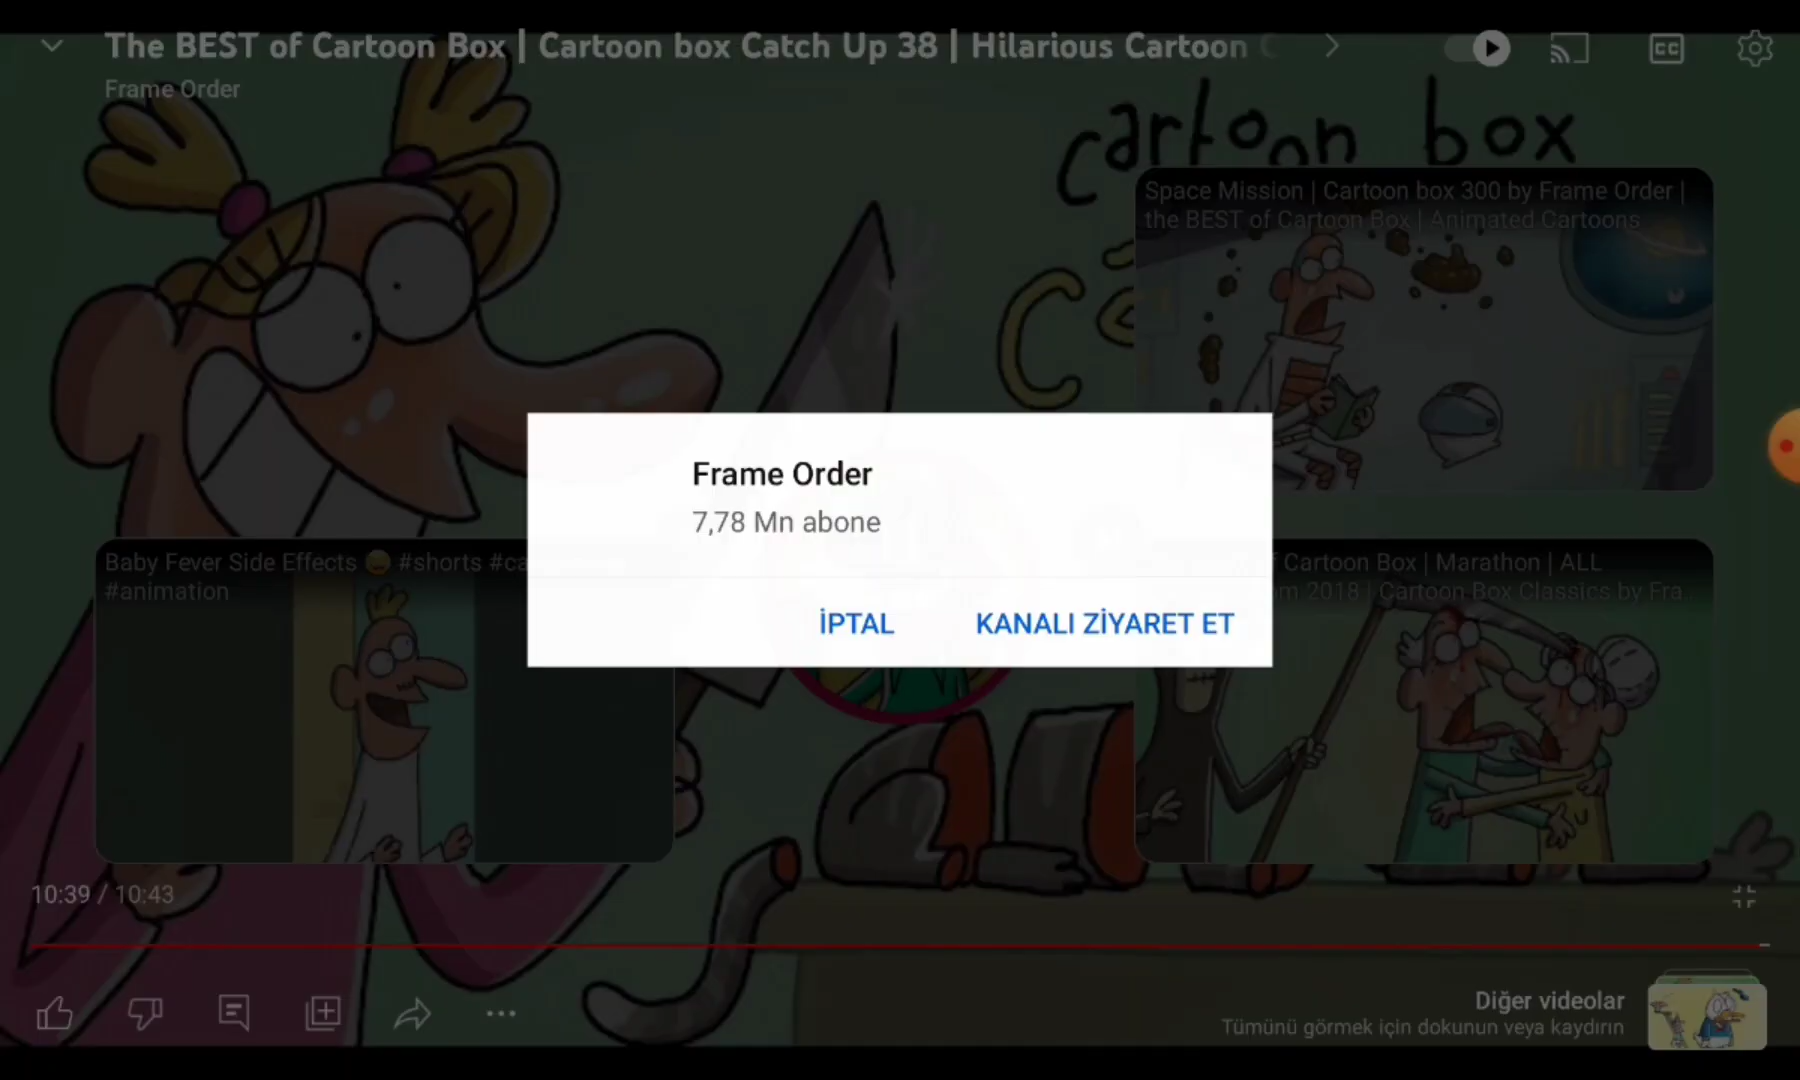 The BEST of Cartoon Box | Cartoon box Catch Up 38 | Hilarious Cartoon
Frame Order
cartoon box
Space Mission | Cartoon box 300 by Frame Order |
the BEST of Cartoon Box | Animated Cartoons
Frame Order
7,78 Mn abone
İPTAL
KANALI ZİYARET ET
Baby Fever Side Effects 😄 #shorts #ca
#animation
f Cartoon Box | Marathon | ALL
om 2018 | Cartoon Box Classics by Fra..
10:39 / 10:43
Diğer videolar
Tümünü görmek için dokunun veya kaydırın